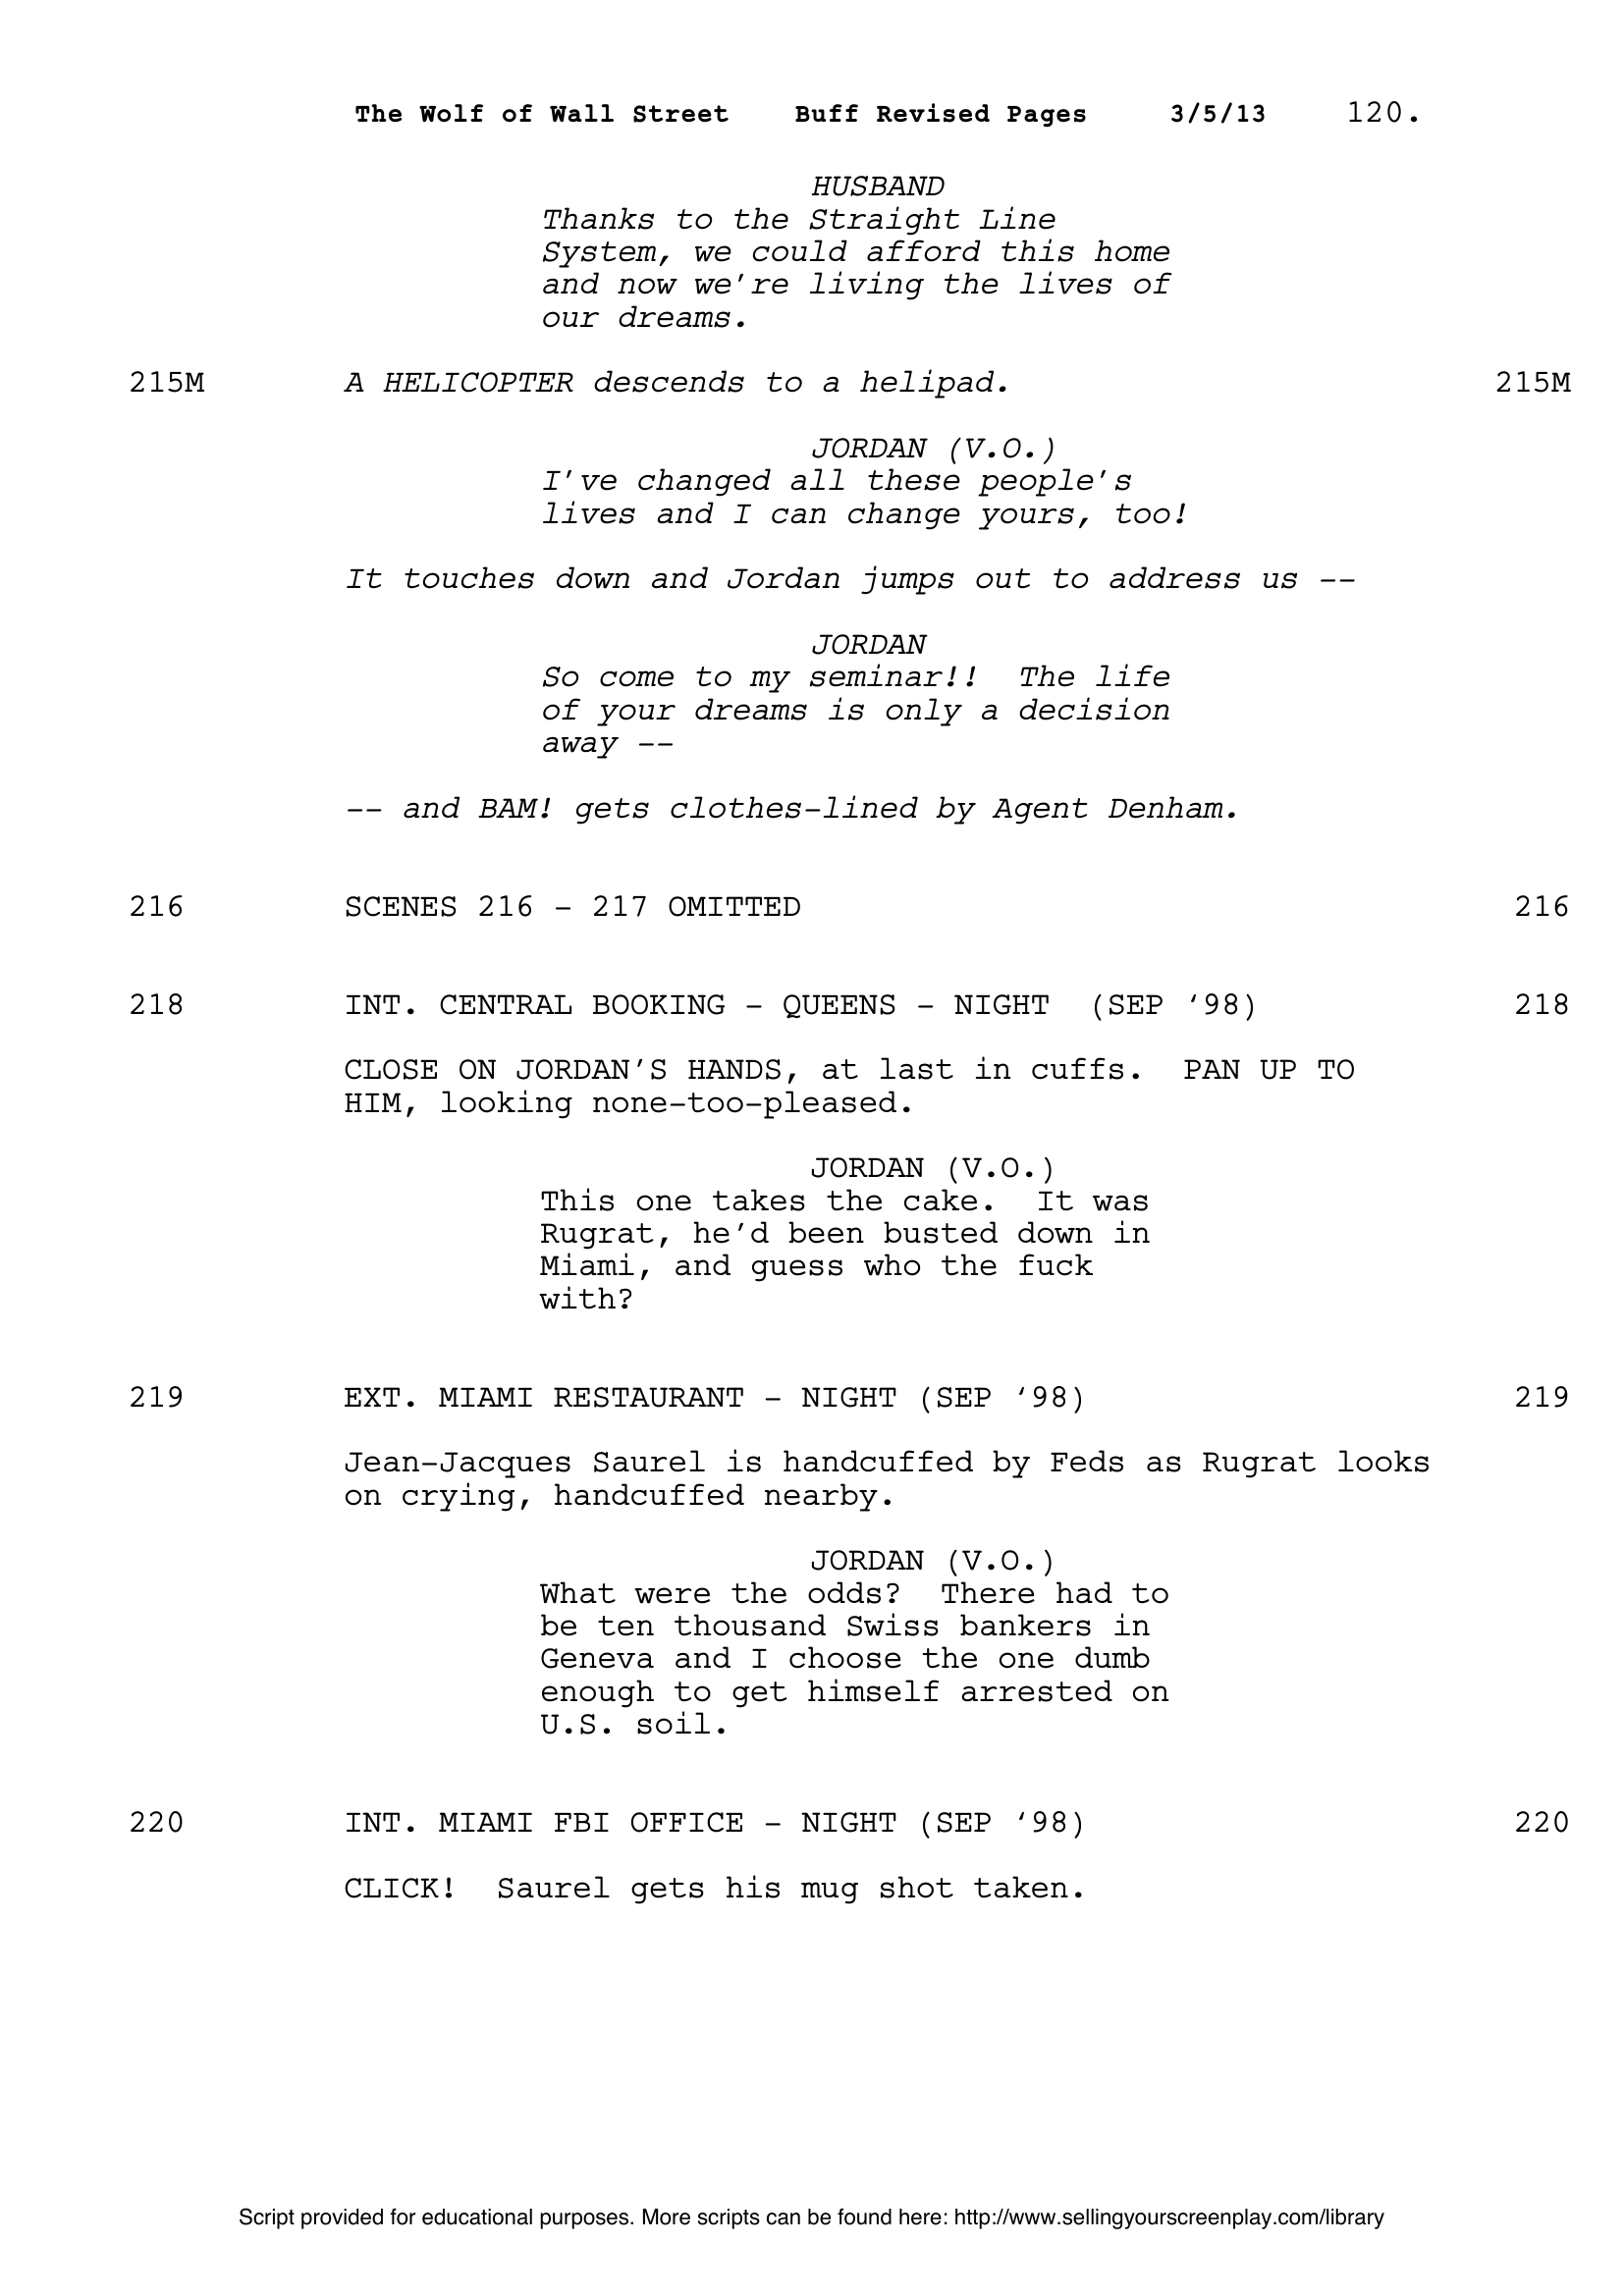 The Wolf of Wall Street    Buff Revised Pages    3/5/13    120.
HUSBAND
Thanks to the Straight Line
System, we could afford this home
and now we're living the lives of
our dreams.
215M    A HELICOPTER descends to a helipad.    215M
JORDAN (V.O.)
I've changed all these people's
lives and I can change yours, too!
It touches down and Jordan jumps out to address us --
JORDAN
So come to my seminar!!  The life
of your dreams is only a decision
away --
-- and BAM! gets clothes-lined by Agent Denham.
216    SCENES 216 - 217 OMITTED    216
218    INT. CENTRAL BOOKING - QUEENS - NIGHT  (SEP ‘98)    218
CLOSE ON JORDAN’S HANDS, at last in cuffs.  PAN UP TO
HIM, looking none-too-pleased.
JORDAN (V.O.)
This one takes the cake.  It was
Rugrat, he’d been busted down in
Miami, and guess who the fuck
with?
219    EXT. MIAMI RESTAURANT - NIGHT (SEP ‘98)    219
Jean-Jacques Saurel is handcuffed by Feds as Rugrat looks
on crying, handcuffed nearby.
JORDAN (V.O.)
What were the odds?  There had to
be ten thousand Swiss bankers in
Geneva and I choose the one dumb
enough to get himself arrested on
U.S. soil.
220    INT. MIAMI FBI OFFICE - NIGHT (SEP ‘98)    220
CLICK!  Saurel gets his mug shot taken.
Script provided for educational purposes. More scripts can be found here: http://www.sellingyourscreenplay.com/library